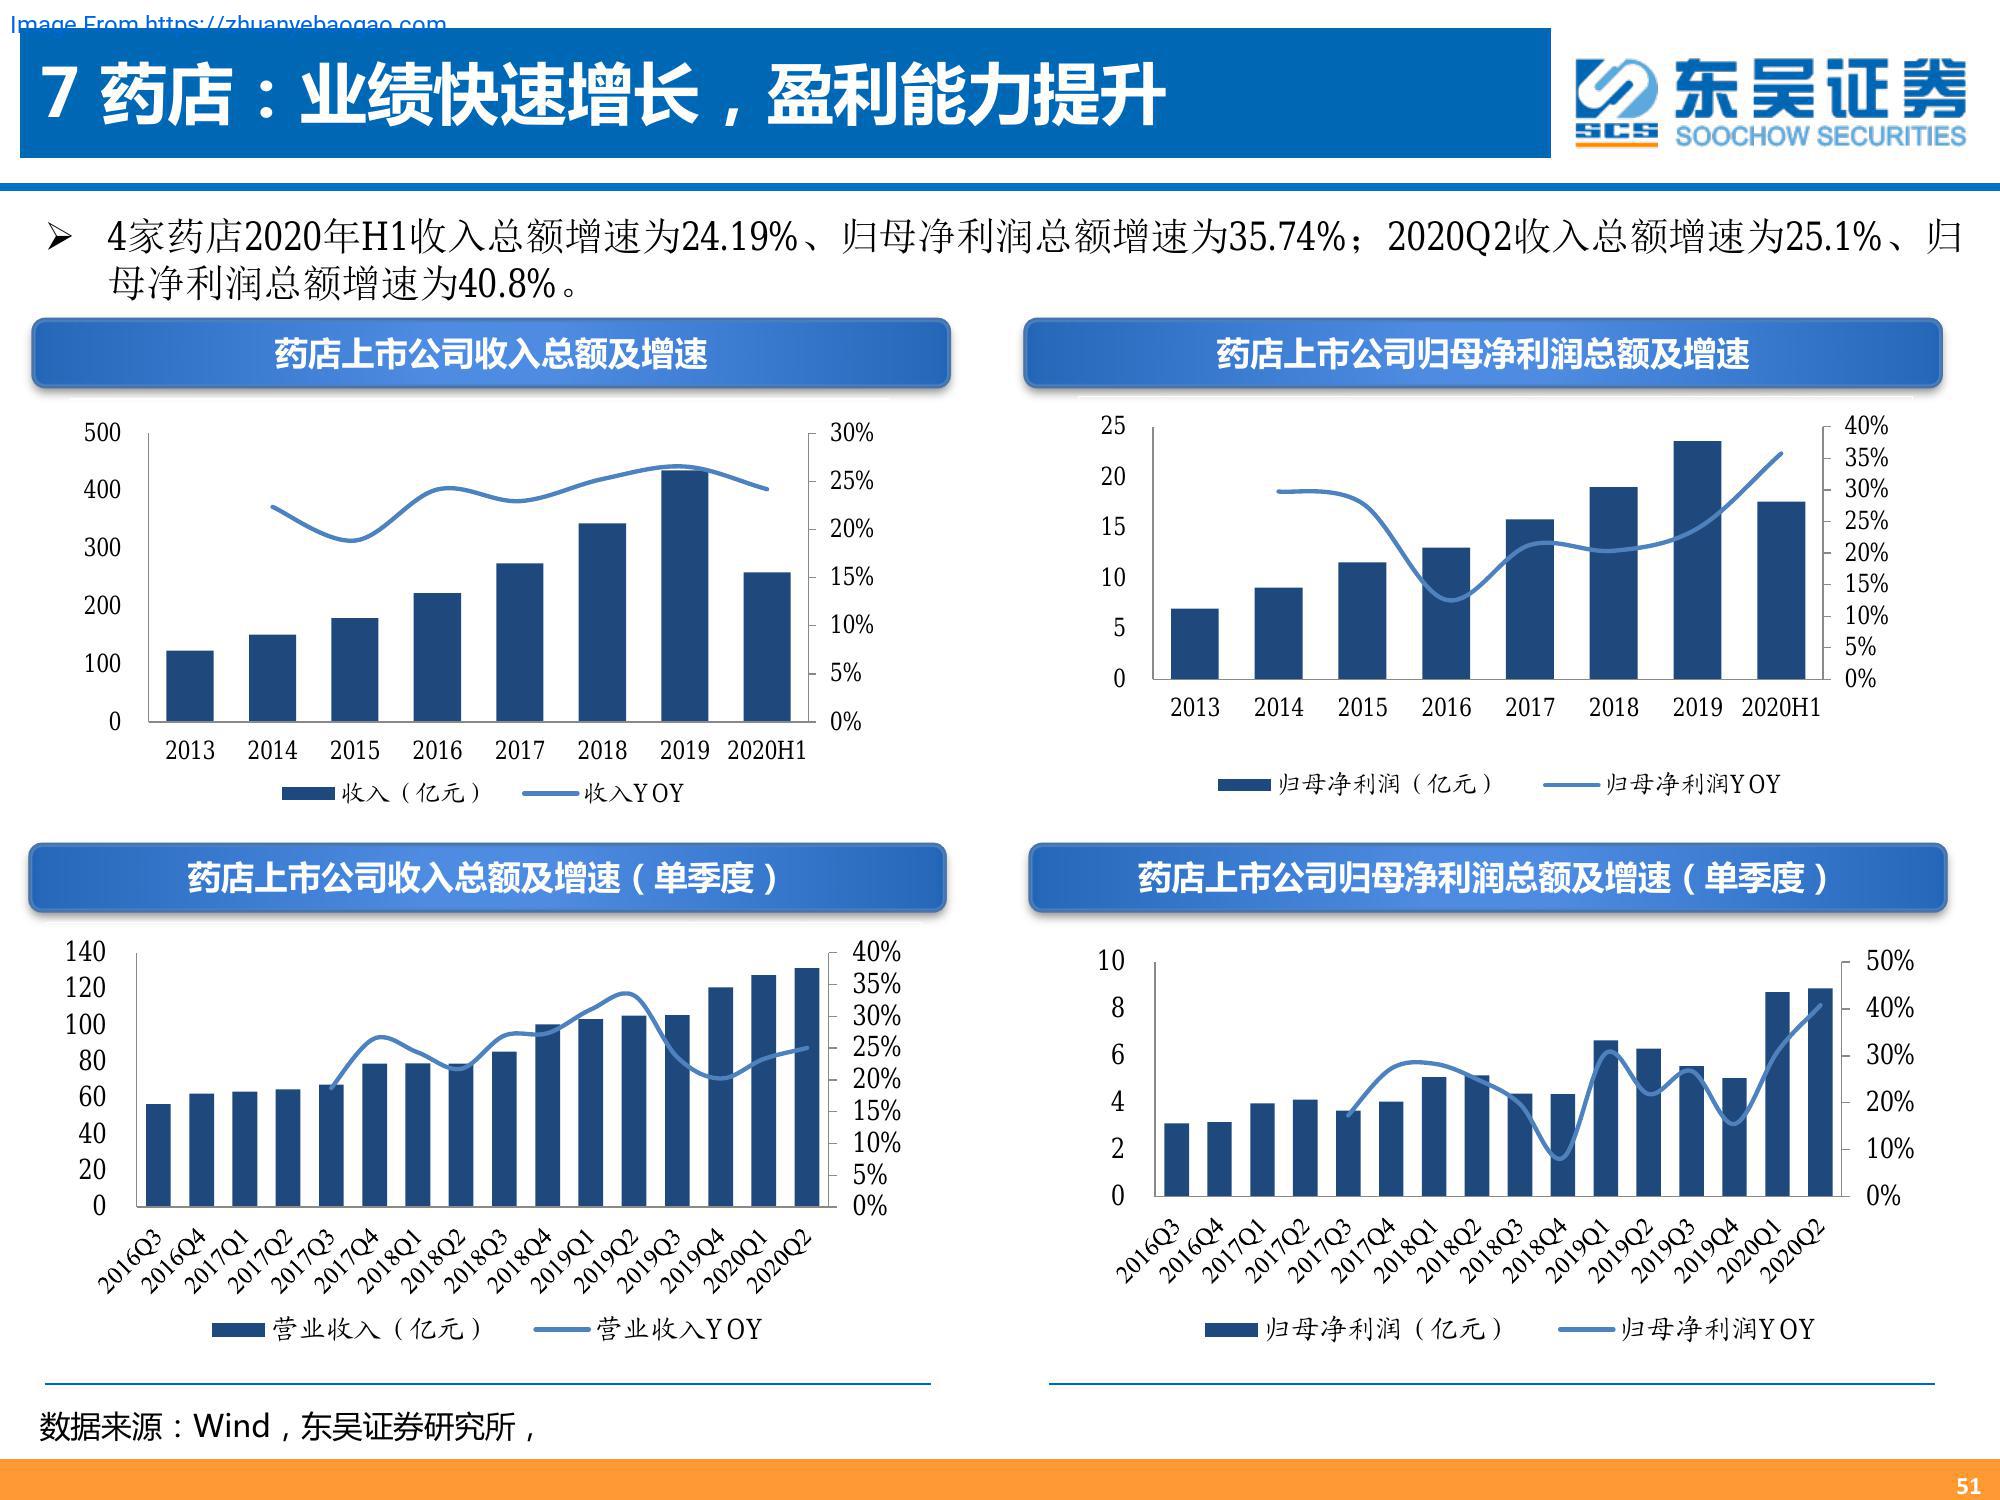 Image From https://zhuanyebaogao.com
7 药店：业绩快速增长，盈利能力提升
东吴证券
SCS
SOOCHOW SECURITIES
➢ 4家药店2020年H1收入总额增速为24.19%、归母净利润总额增速为35.74%；2020Q2收入总额增速为25.1%、归
母净利润总额增速为40.8%。
药店上市公司收入总额及增速
500
400
300
200
100
0
30%
25%
20%
15%
10%
5%
0%
2013 2014 2015 2016 2017 2018 2019 2020H1
收入（亿元） 收入YOY
药店上市公司归母净利润总额及增速
25
20
15
10
5
0
40%
35%
30%
25%
20%
15%
10%
5%
0%
2013 2014 2015 2016 2017 2018 2019 2020H1
归母净利润（亿元） 归母净利润YOY
药店上市公司收入总额及增速（单季度）
140
120
100
80
60
40
20
0
40%
35%
30%
25%
20%
15%
10%
5%
0%
2016Q3 2016Q4 2017Q1 2017Q2 2017Q3 2017Q4 2018Q1 2018Q2 2018Q3 2018Q4 2019Q1 2019Q2 2019Q3 2019Q4 2020Q1 2020Q2
营业收入（亿元） 营业收入YOY
药店上市公司归母净利润总额及增速（单季度）
10
8
6
4
2
0
50%
40%
30%
20%
10%
0%
2016Q3 2016Q4 2017Q1 2017Q2 2017Q3 2017Q4 2018Q1 2018Q2 2018Q3 2018Q4 2019Q1 2019Q2 2019Q3 2019Q4 2020Q1 2020Q2
归母净利润（亿元） 归母净利润YOY
数据来源：Wind，东吴证券研究所，
51